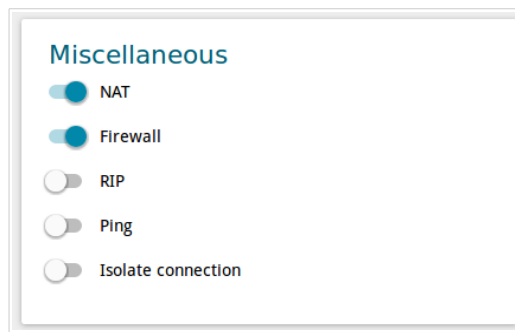 Miscellaneous
NAT
Firewall
RIP
Ping
Isolate connection